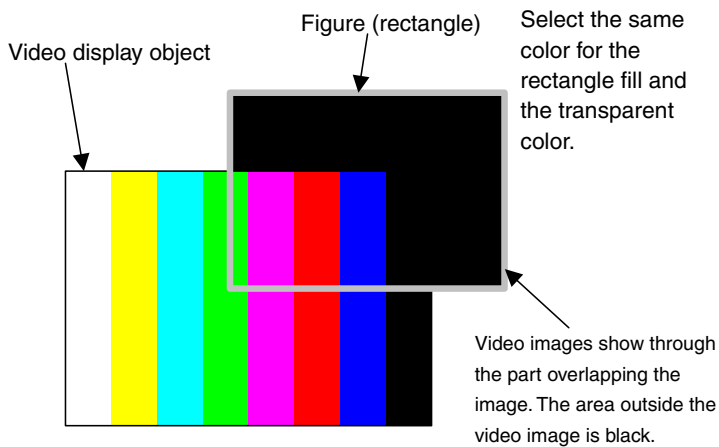 Video display object
Figure (rectangle)
Select the same
color for the
rectangle fill and
the transparent
color.
Video images show through
the part overlapping the
image. The area outside the
video image is black.